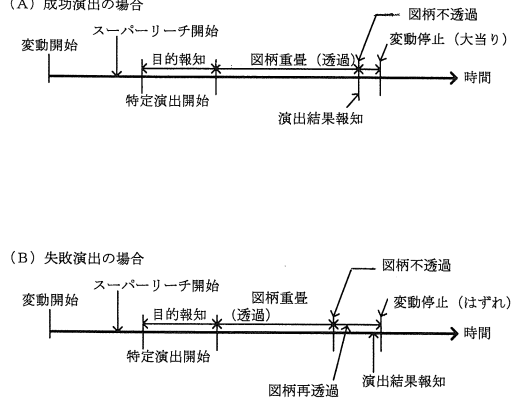 (A) 成功演出の場合
図柄不透過
スーパーリーチ開始
変動開始
変動停止（大当り）
目的報知
図柄重畳（透過）
時間
特定演出開始
演出結果報知
(B) 失敗演出の場合
図柄不透過
スーパーリーチ開始
変動開始
図柄重畳
変動停止（はずれ）
目的報知
（透過）
時間
特定演出開始
演出結果報知
図柄再透過